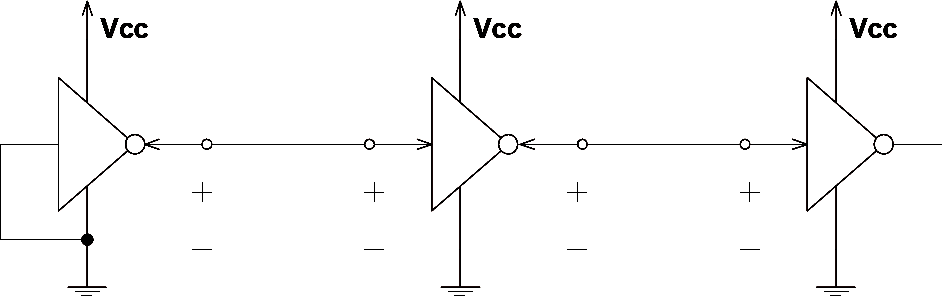 Vcc Vcc Vcc
+ + + +
− − − −